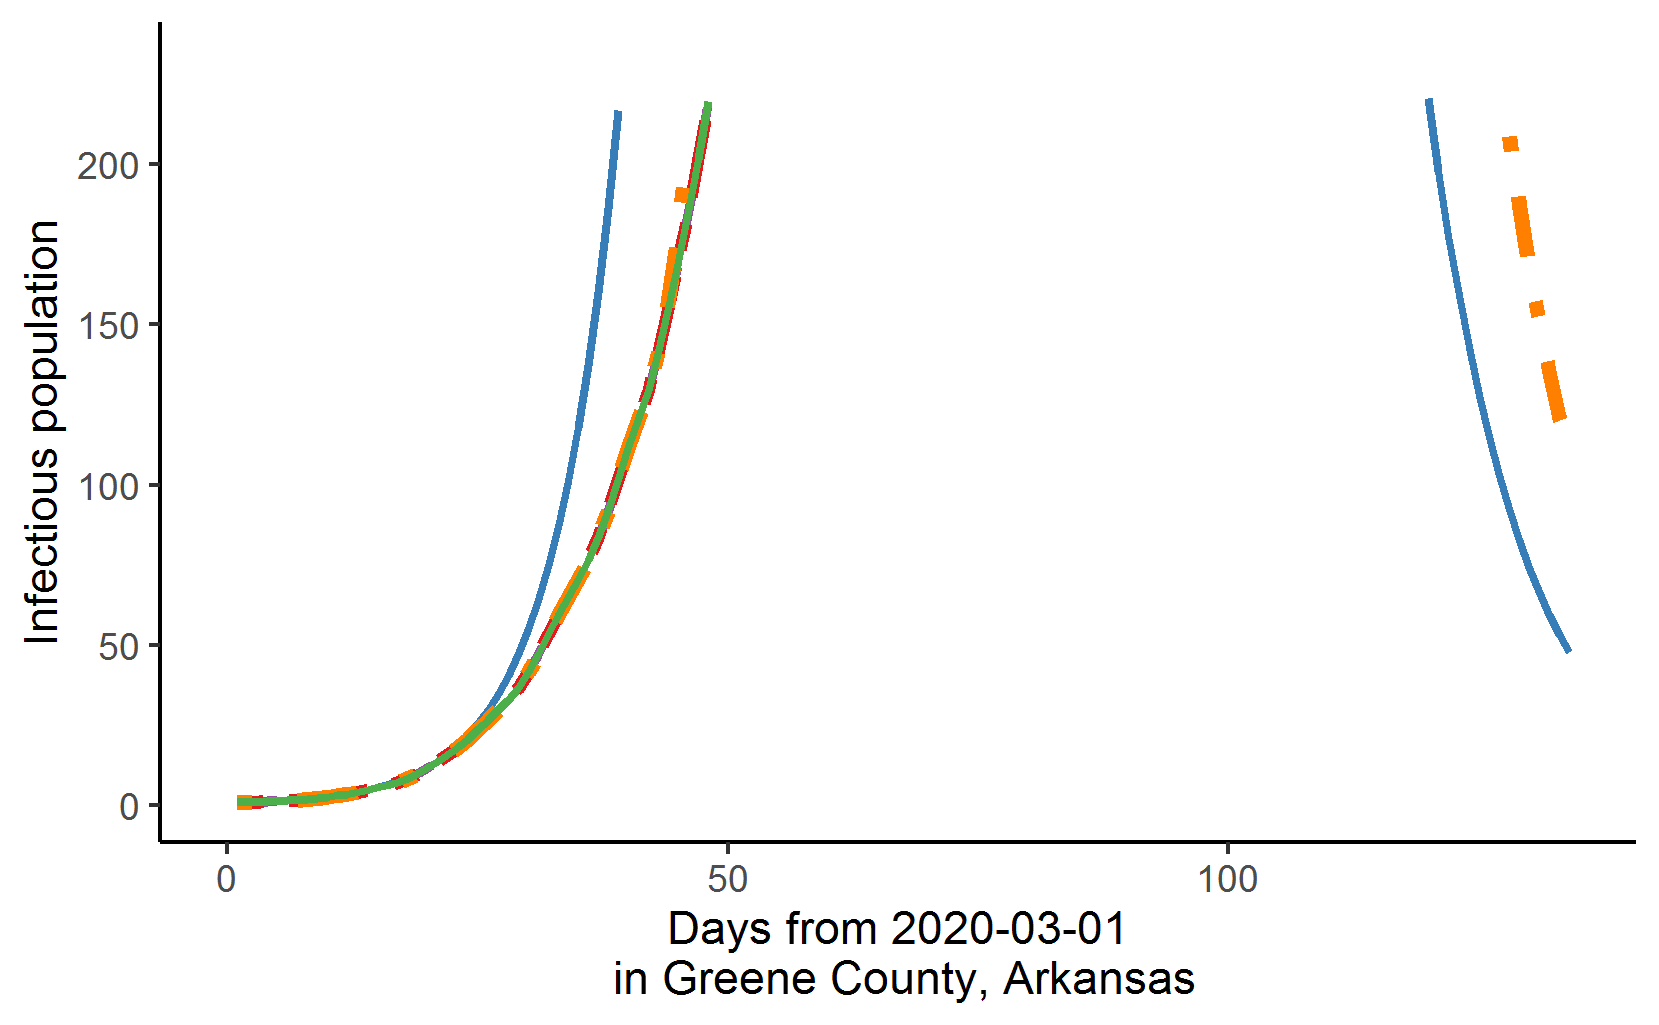 Infectious population
200
150
100
50
0
0
50
100
Days from 2020-03-01
in Greene County, Arkansas